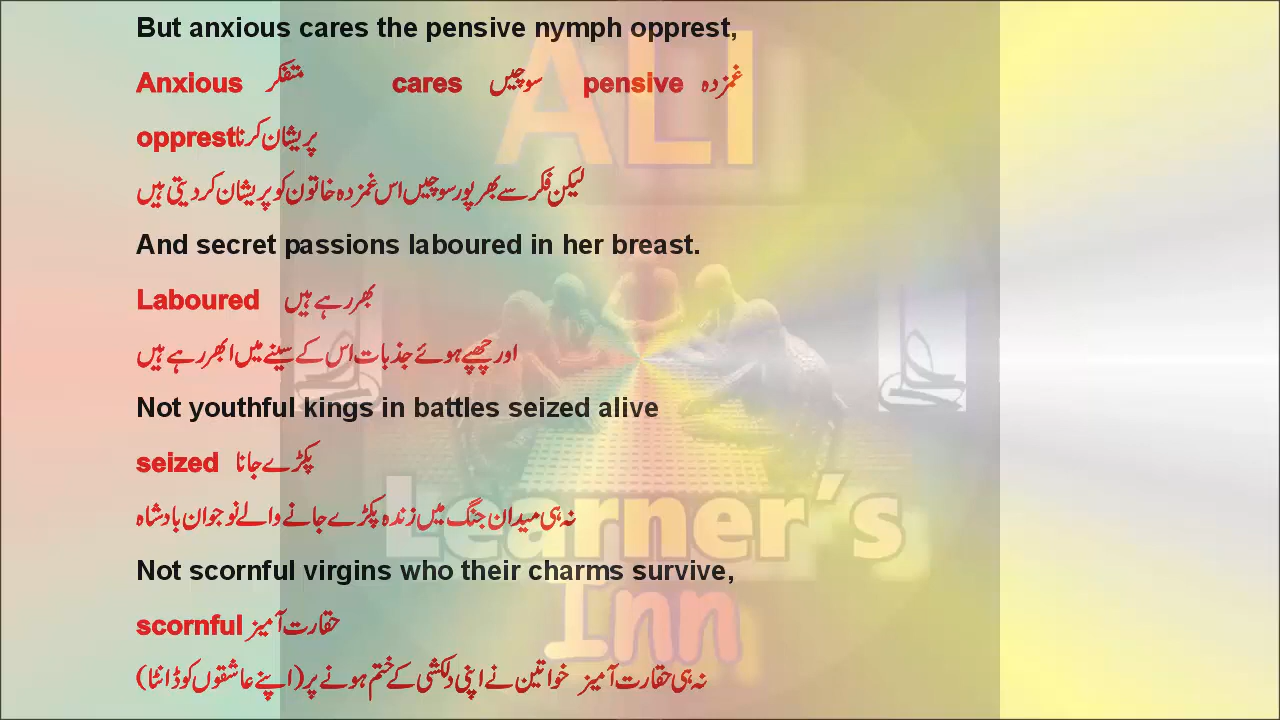 But anxious cares the pensive nymph opprest,
Anxious متفکر cares سوچیں pensive غمزدہ
opprest پریشان کرنا
لیکن فکر سے بھرپور سوچیں اس غمزدہ خاتون کو پریشان کر دیتی ہیں
And secret passions laboured in her breast.
Laboured بھر رہے ہیں
اور چھپے ہوئے جذبات اس کے سینے میں ابھر رہے ہیں
Not youthful kings in battles seized alive
seized پکڑے جانا
نہ ہی میدان جنگ میں زندہ پکڑے جانے والے نوجوان بادشاہ
Not scornful virgins who their charms survive,
scornful حقارت آمیز
نہ ہی حقارت آمیز خواتین نے اپنی دلکشی کے ختم ہونے پر (اپنے عاشقوں کو ڈانٹا)
ALI
Learner's
Inn